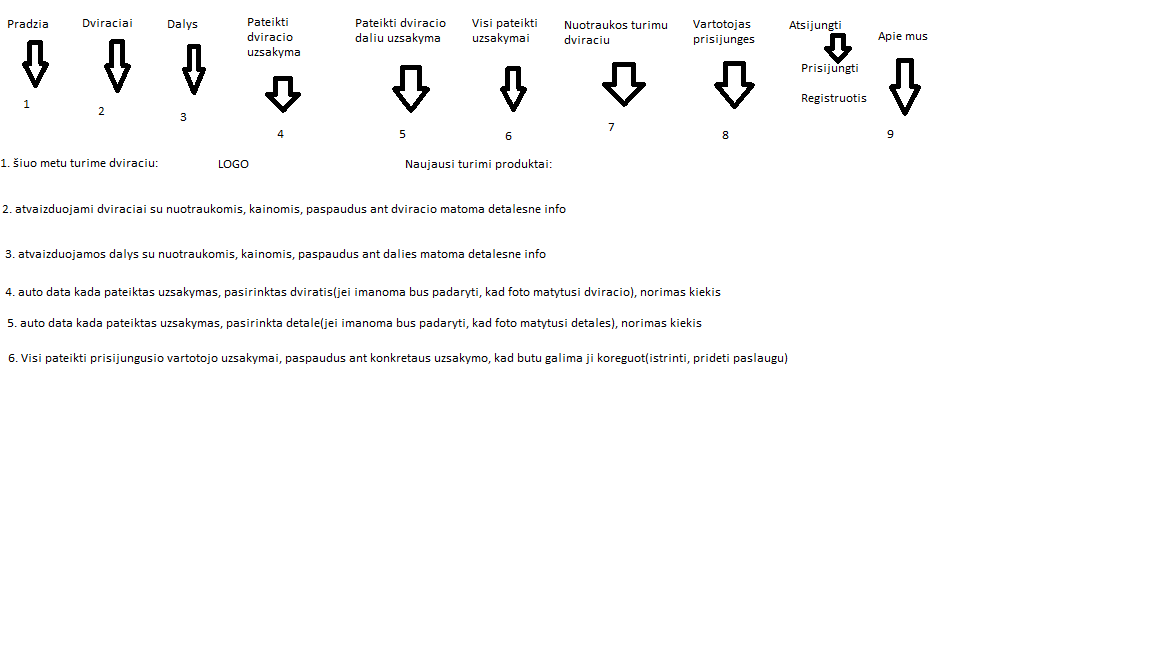 Pradzia
Dviraciai
Dalys
Pateikti
dviracio
uzsakyma
Pateikti dviracio
daliu uzsakyma
Visi pateikti
uzsakymai
Nuotraukos turimu
dviraciu
Vartotojas
prisijunges
Atsijungti
Prisijungti
Registruotis
Apie mus
1
2
3
4
5
6
7
8
9
1. šiuo metu turime dviraciu:
LOGO
Naujausi turimi produktai:
2. atvaizduojami dviraciai su nuotraukomis, kainomis, paspaudus ant dviracio matoma detalesne info
3. atvaizduojamos dalys su nuotraukomis, kainomis, paspaudus ant dalies matoma detalesne info
4. auto data kada pateiktas uzsakymas, pasirinktas dviratis(jei imanoma bus padaryti, kad foto matytusi dviracio), norimas kiekis
5. auto data kada pateiktas uzsakymas, pasirinkta detale(jei imanoma bus padaryti, kad foto matytusi detales), norimas kiekis
6. Visi pateikti prisijungusio vartotojo uzsakymai, paspaudus ant konkretaus uzsakymo, kad butu galima ji koreguot(istrinti, prideti paslaugu)